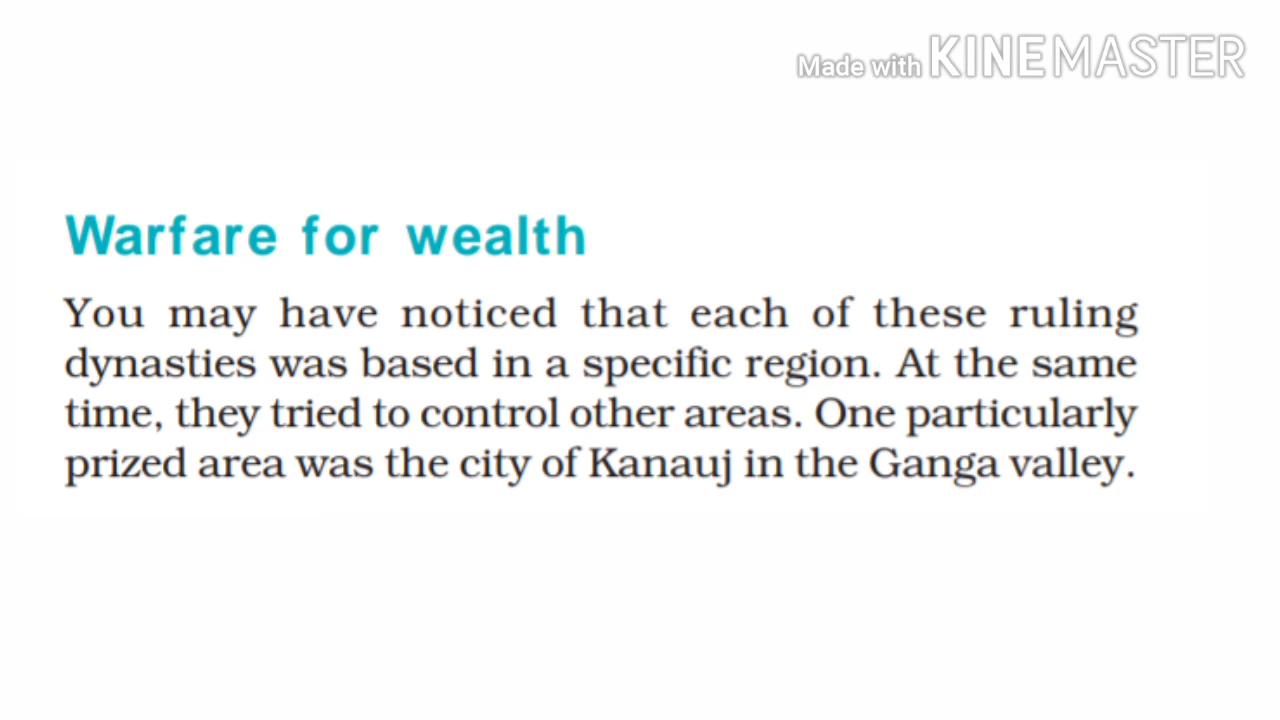 Made with KINEMASTER
Warfare for wealth
You may have noticed that each of these ruling
dynasties was based in a specific region. At the same
time, they tried to control other areas. One particularly
prized area was the city of Kanauj in the Ganga valley.